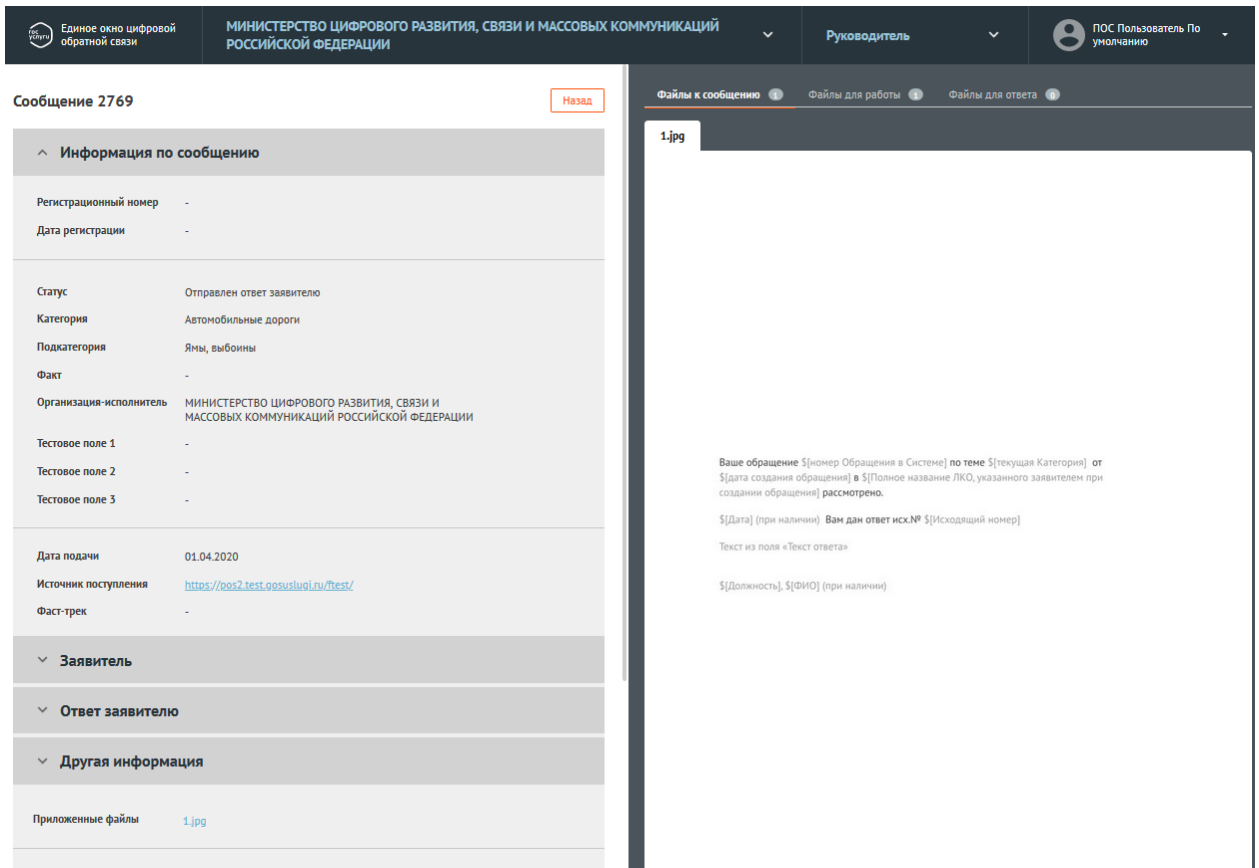 гос услуги
Единое окно цифровой
обратной связи
МИНИСТЕРСТВО ЦИФРОВОГО РАЗВИТИЯ, СВЯЗИ И МАССОВЫХ КОММУНИКАЦИЙ
РОССИЙСКОЙ ФЕДЕРАЦИИ
Руководитель
ПОС Пользователь По
умолчанию
Сообщение 2769
Назад
Информация по сообщению
Регистрационный номер -
Дата регистрации -
Статус Отправлен ответ заявителю
Категория Автомобильные дороги
Подкатегория Ямы, выбоины
Факт -
Организация-исполнитель МИНИСТЕРСТВО ЦИФРОВОГО РАЗВИТИЯ, СВЯЗИ И
МАССОВЫХ КОММУНИКАЦИЙ РОССИЙСКОЙ ФЕДЕРАЦИИ
Тестовое поле 1 -
Тестовое поле 2 -
Тестовое поле 3 -
Дата подачи 01.04.2020
Источник поступления https://pos2.test.gosuslugi.ru/ftest/
Фаст-трек -
Заявитель
Ответ заявителю
Другая информация
Приложенные файлы 1.jpg
Файлы к сообщению 1 Файлы для работы 1 Файлы для ответа 0
1.jpg
Ваше обращение $[номер Обращения в Системе] по теме $[текущая Категория] от
$[дата создания обращения] в $[Полное название ЛКО, указанного заявителем при
создании обращения] рассмотрено.
$[Дата] (при наличии) Вам дан ответ исх.№ $[Исходящий номер]
Текст из поля «Текст ответа»
$[Должность], $[ФИО] (при наличии)